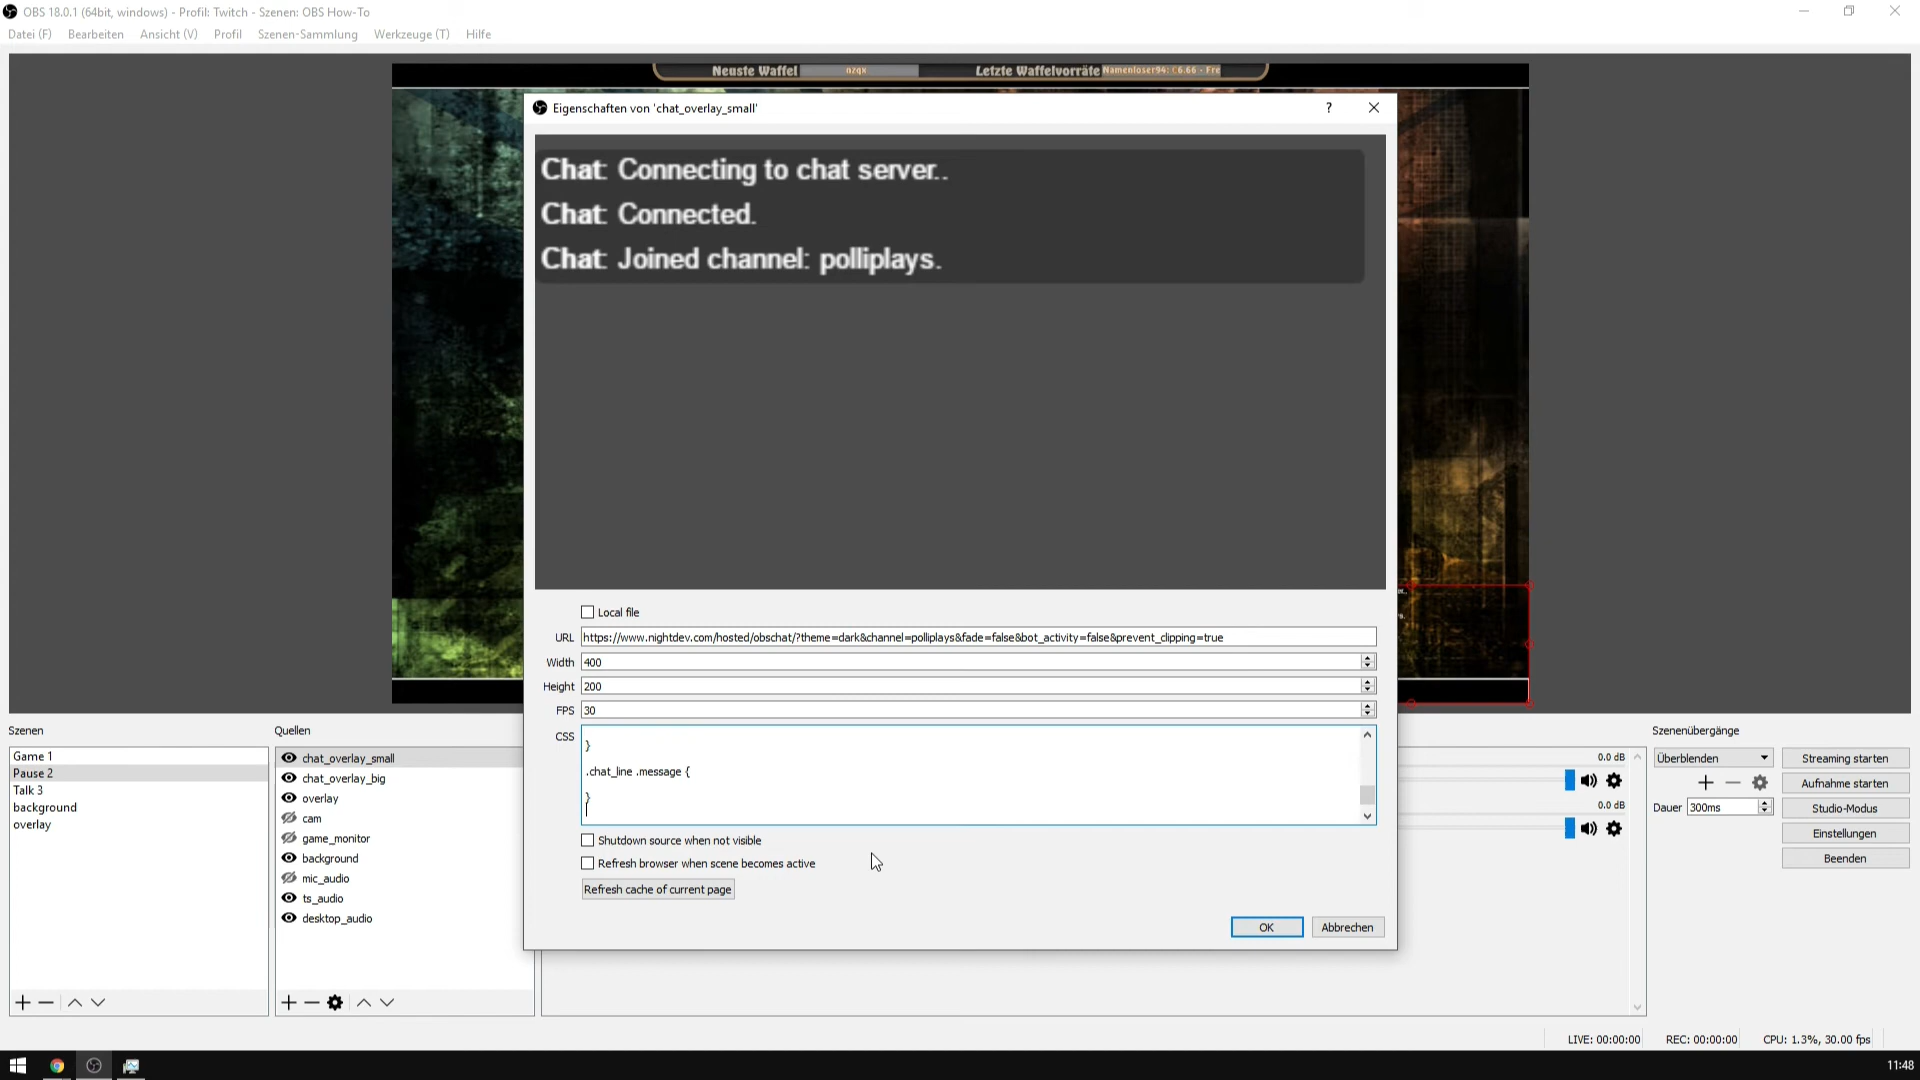 OBS 18.0.1 (64bit, windows) - Profil: Twitch - Szenen: OBS How-To
Datei (F) Bearbeiten Ansicht (V) Profil Szenen-Sammlung Werkzeuge (T) Hilfe
Neuste Waffel nzqx Letzte Waffelvorräte Namenloser94: €6.66 - Fre
Eigenschaften von 'chat_overlay_small'
?
Chat: Connecting to chat server..
Chat: Connected.
Chat: Joined channel: polliplays.
Local file
URL https://www.nightdev.com/hosted/obschat/?theme=dark&channel=polliplays&fade=false&bot_activity=false&prevent_clipping=true
Width 400
Height 200
FPS 30
CSS
}
.chat_line .message {
}
Shutdown source when not visible
Refresh browser when scene becomes active
Refresh cache of current page
OK Abbrechen
Szenen
Game 1
Pause 2
Talk 3
background
overlay
Quellen
chat_overlay_small
chat_overlay_big
overlay
cam
game_monitor
background
mic_audio
ts_audio
desktop_audio
0.0 dB
0.0 dB
Szenenübergänge
Überblenden
Dauer 300ms
Streaming starten
Aufnahme starten
Studio-Modus
Einstellungen
Beenden
LIVE: 00:00:00 REC: 00:00:00 CPU: 1.3%, 30.00 fps
11:48